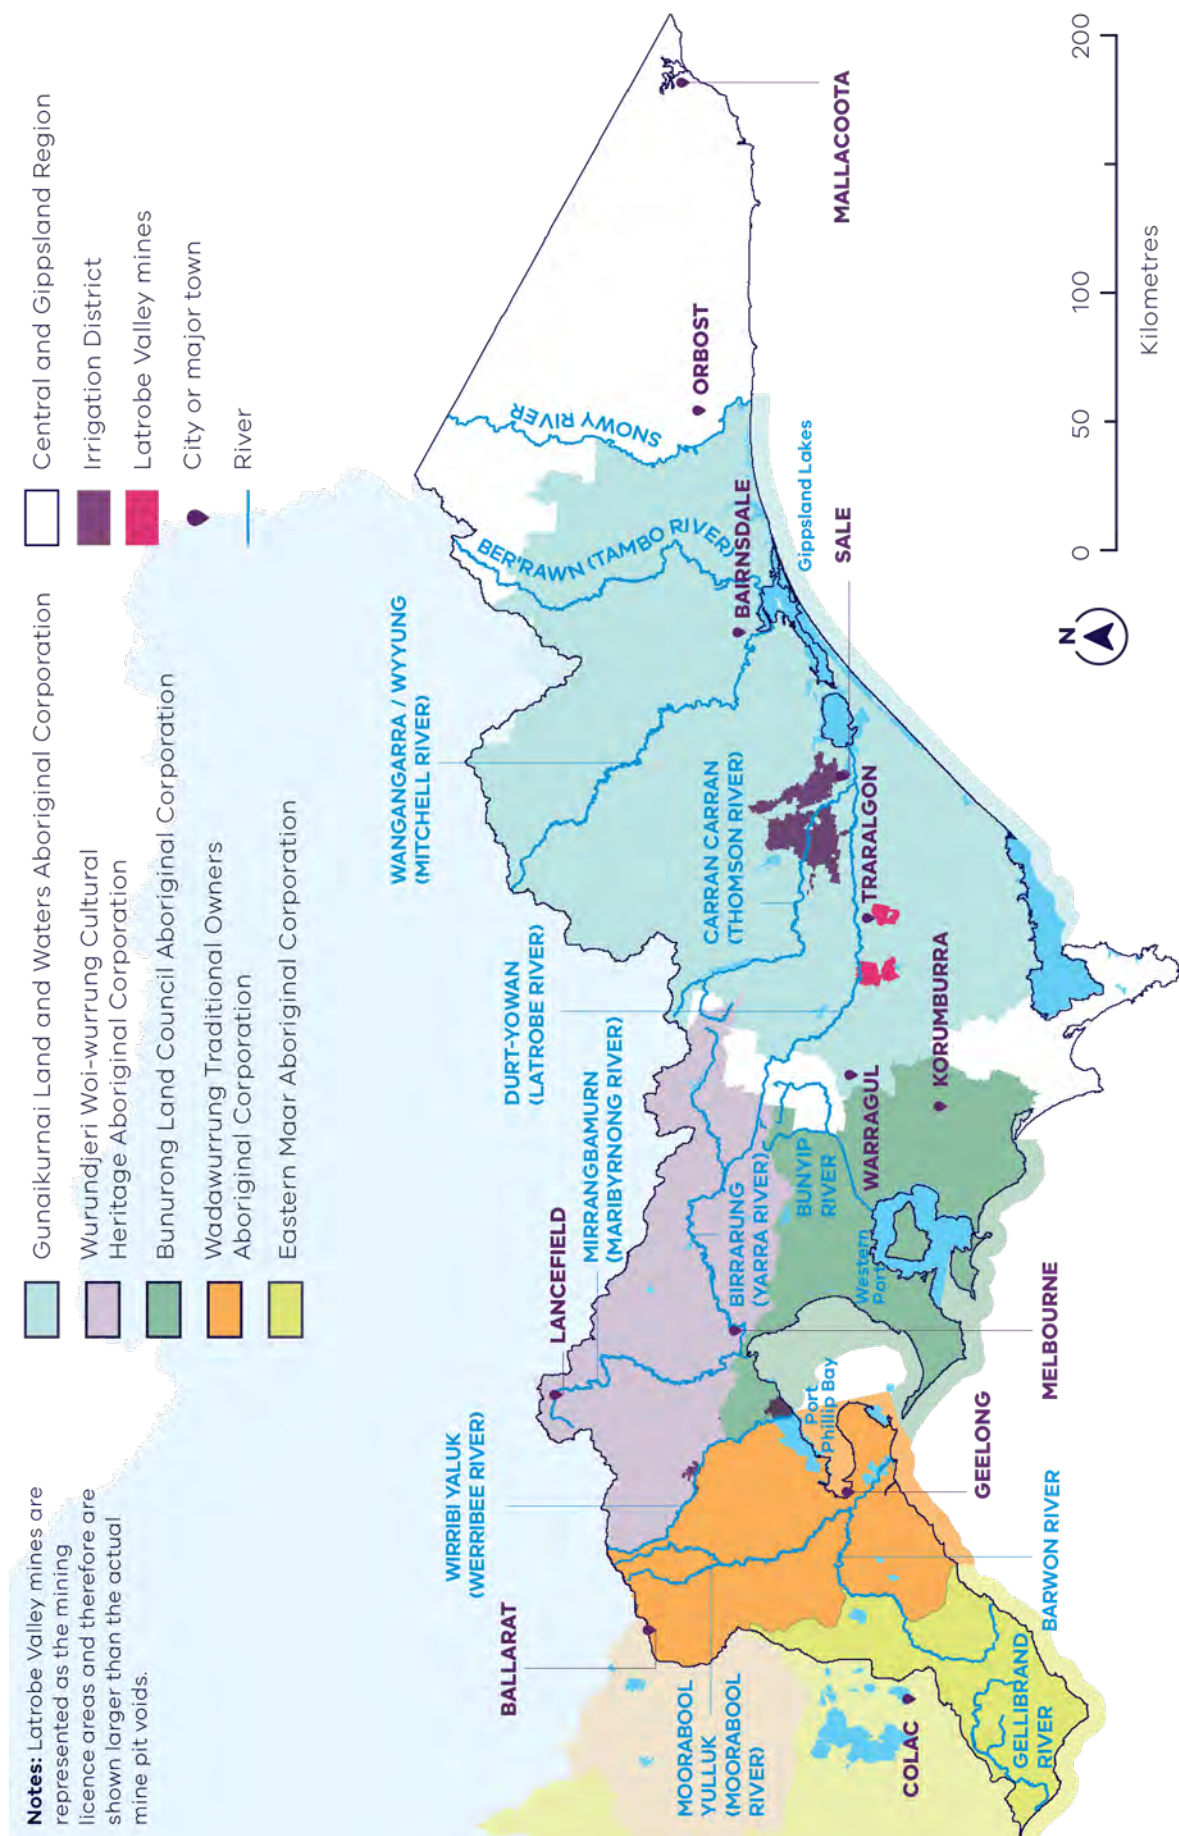 Notes: Latrobe Valley mines are
represented as the mining
licence areas and therefore are
shown larger than the actual
mine pit voids.
Gunaikurnai Land and Waters Aboriginal Corporation
Wurundjeri Woi-wurrung Cultural
Heritage Aboriginal Corporation
Bunurong Land Council Aboriginal Corporation
Wadawurrung Traditional Owners
Aboriginal Corporation
Eastern Maar Aboriginal Corporation
Central and Gippsland Region
Irrigation District
Latrobe Valley mines
City or major town
River
BALLARAT
WIRRIBI YALUK
(WERRIBEE RIVER)
LANCEFIELD
MIRRANGBAMURN
(MARIBYRNONG RIVER)
DURT-YOWAN
(LATROBE RIVER)
WANGANGARRA / WYYUNG
(MITCHELL RIVER)
BER'RAWN (TAMBO RIVER)
SNOWY RIVER
MOORABOOL
YULLUK
(MOORABOOL
RIVER)
BIRRARUNG
(YARRA RIVER)
BUNYIP
RIVER
CARRAN CARRAN
(THOMSON RIVER)
BAIRNSDALE
ORBOST
Port
Phillip Bay
Western
Port
WARRAGUL
TRARALGON
Gippsland Lakes
SALE
MALLACOOTA
COLAC
GEELONG
KORUMBURRA
MELBOURNE
GELLIBRAND
RIVER
BARWON RIVER
N
0 50 100 200
Kilometres